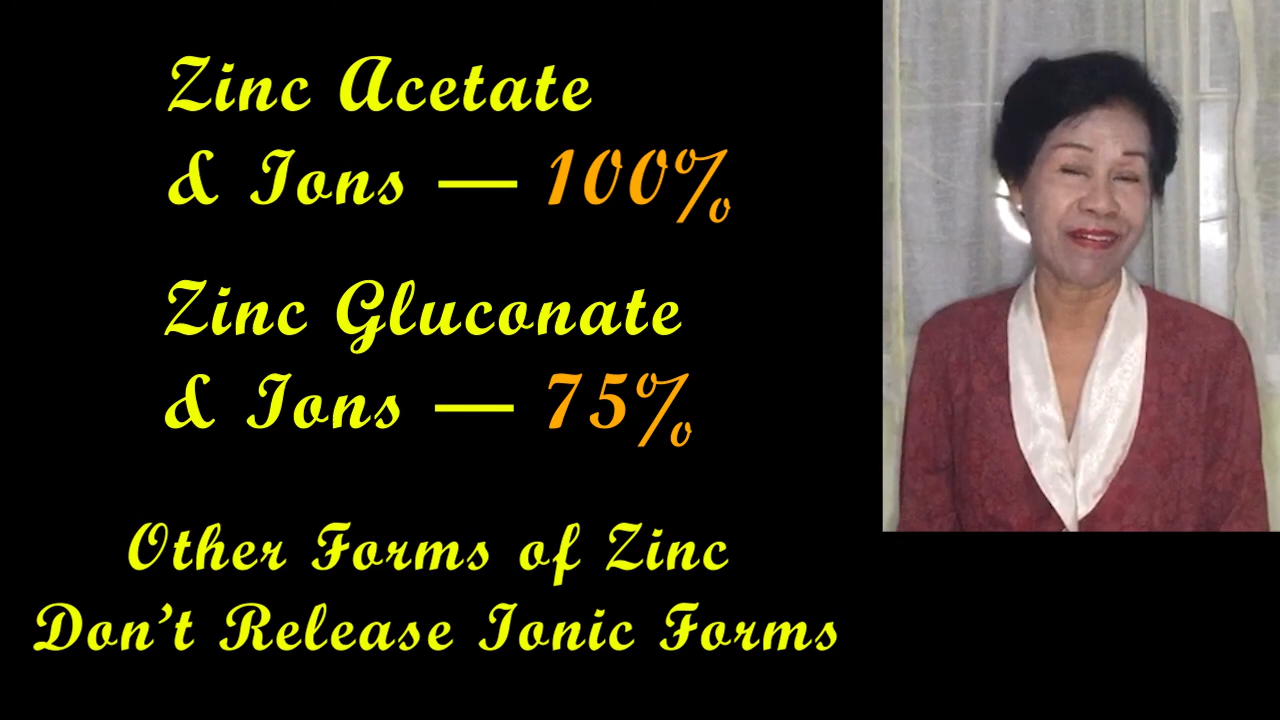 Zinc Acetate
& Ions — 100%
Zinc Gluconate
& Ions — 75%
Other Forms of Zinc
Don't Release Ionic Forms